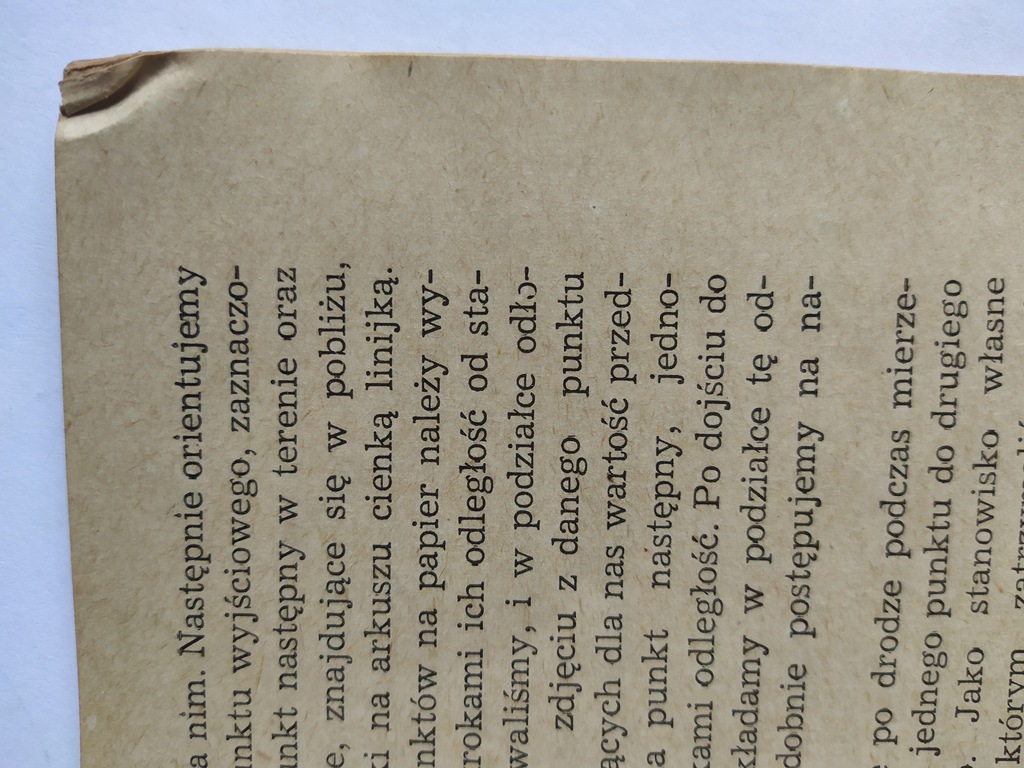 a nim. Następnie orientujemy
nktu wyjściowego, zaznaczo-
unkt następny w terenie oraz
e, znajdujące się w pobliżu,
i na arkuszu cienką linijką.
nktów na papier należy wy-
rokami ich odległość od sta-
waliśmy, i w podziałce odło-
zdjęciu z danego punktu
ących dla nas wartość przed-
a punkt następny, jedno-
kami odległość. Po dojściu do
kładamy w podziałce tę od-
dobnie postępujemy na na-
po drodze podczas mierze-
jednego punktu do drugiego
. Jako stanowisko własne
którym